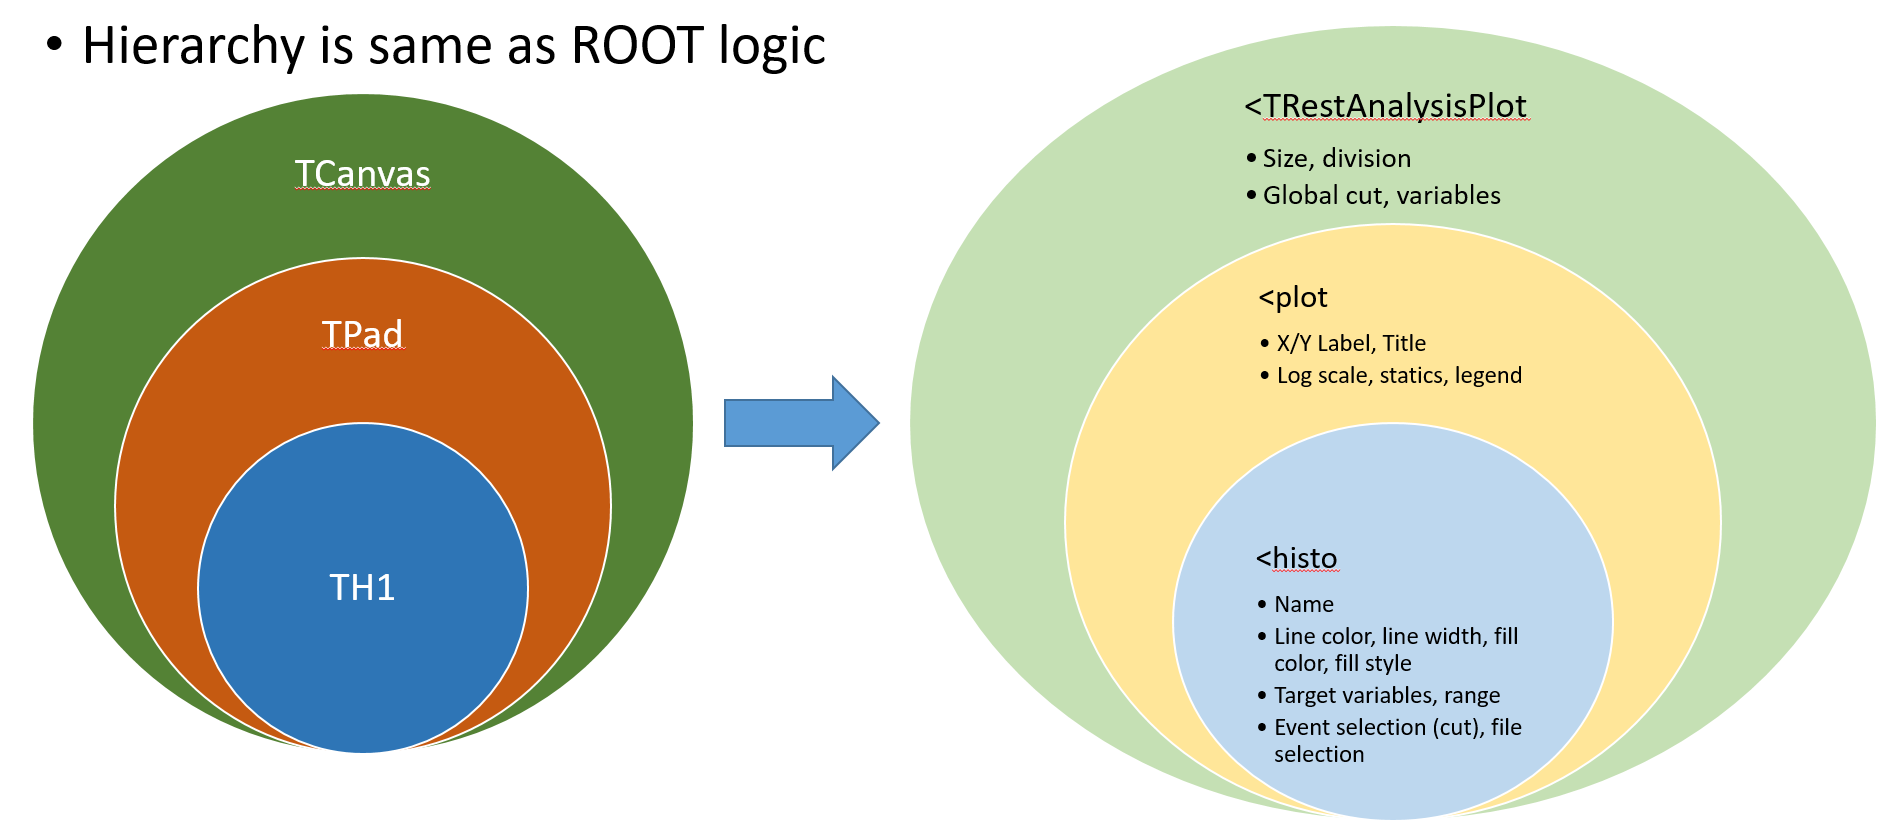 • Hierarchy is same as ROOT logic
TCanvas
TPad
TH1
<TRestAnalysisPlot
• Size, division
• Global cut, variables
<plot
• X/Y Label, Title
• Log scale, statics, legend
<histo
• Name
• Line color, line width, fill
color, fill style
• Target variables, range
• Event selection (cut), file
selection